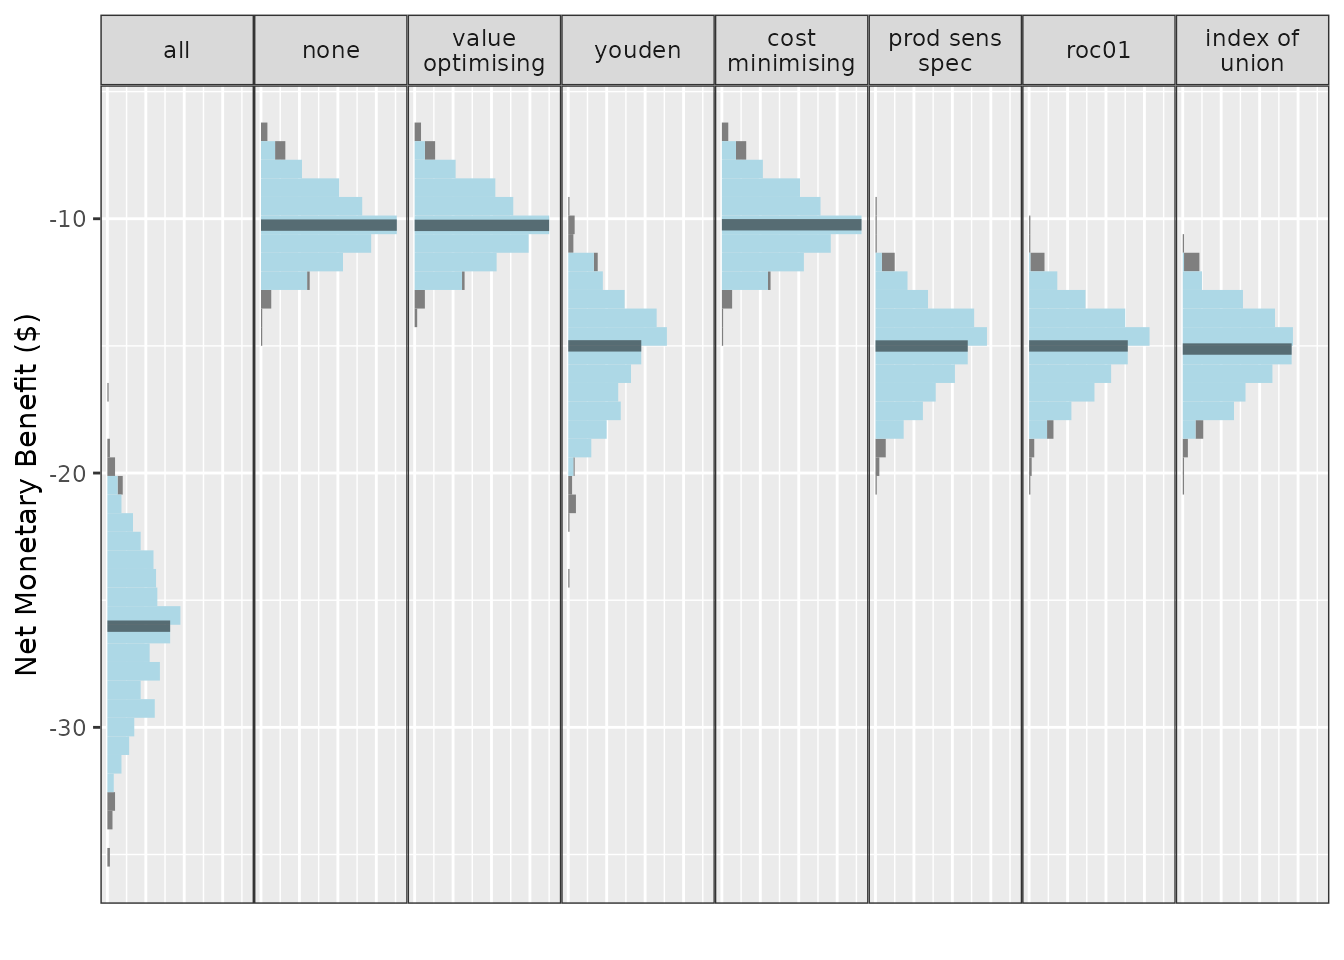 all
none
value
optimising
youden
cost
minimising
prod sens
spec
roc01
index of
union
Net Monetary Benefit ($)
-10
-20
-30